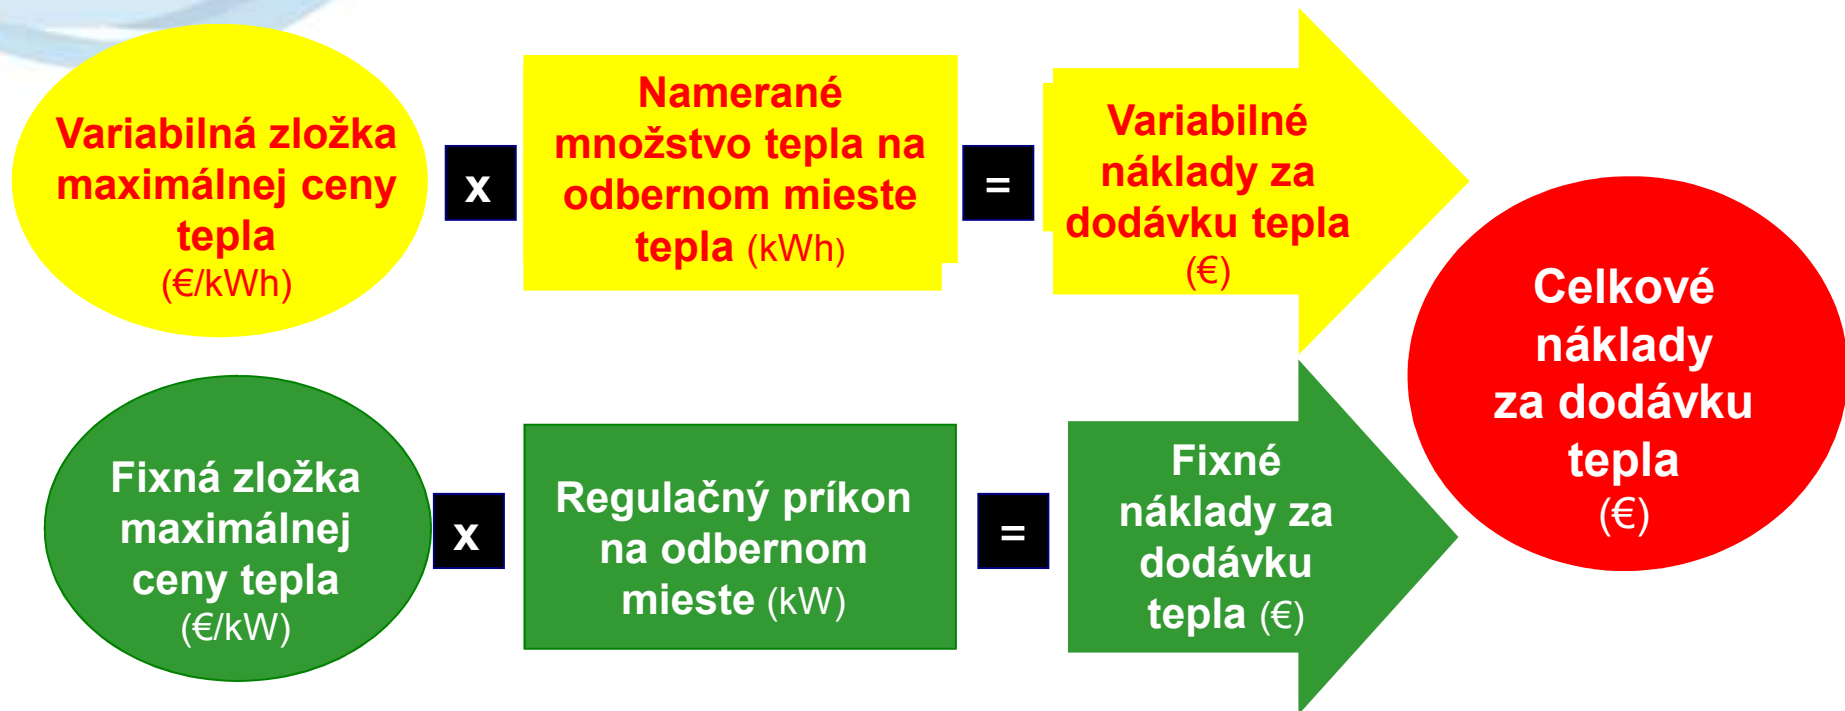 Variabilná zložka
maximálnej ceny
tepla
(€/kWh)
x
Namerané
množstvo tepla na
odbernom mieste
tepla (kWh)
=
Variabilné
náklady za
dodávku tepla
(€)
Fixná zložka
maximálnej
ceny tepla
(€/kW)
x
Regulačný príkon
na odbernom
mieste (kW)
=
Fixné
náklady za
dodávku
tepla (€)
Celkové
náklady
za dodávku
tepla
(€)